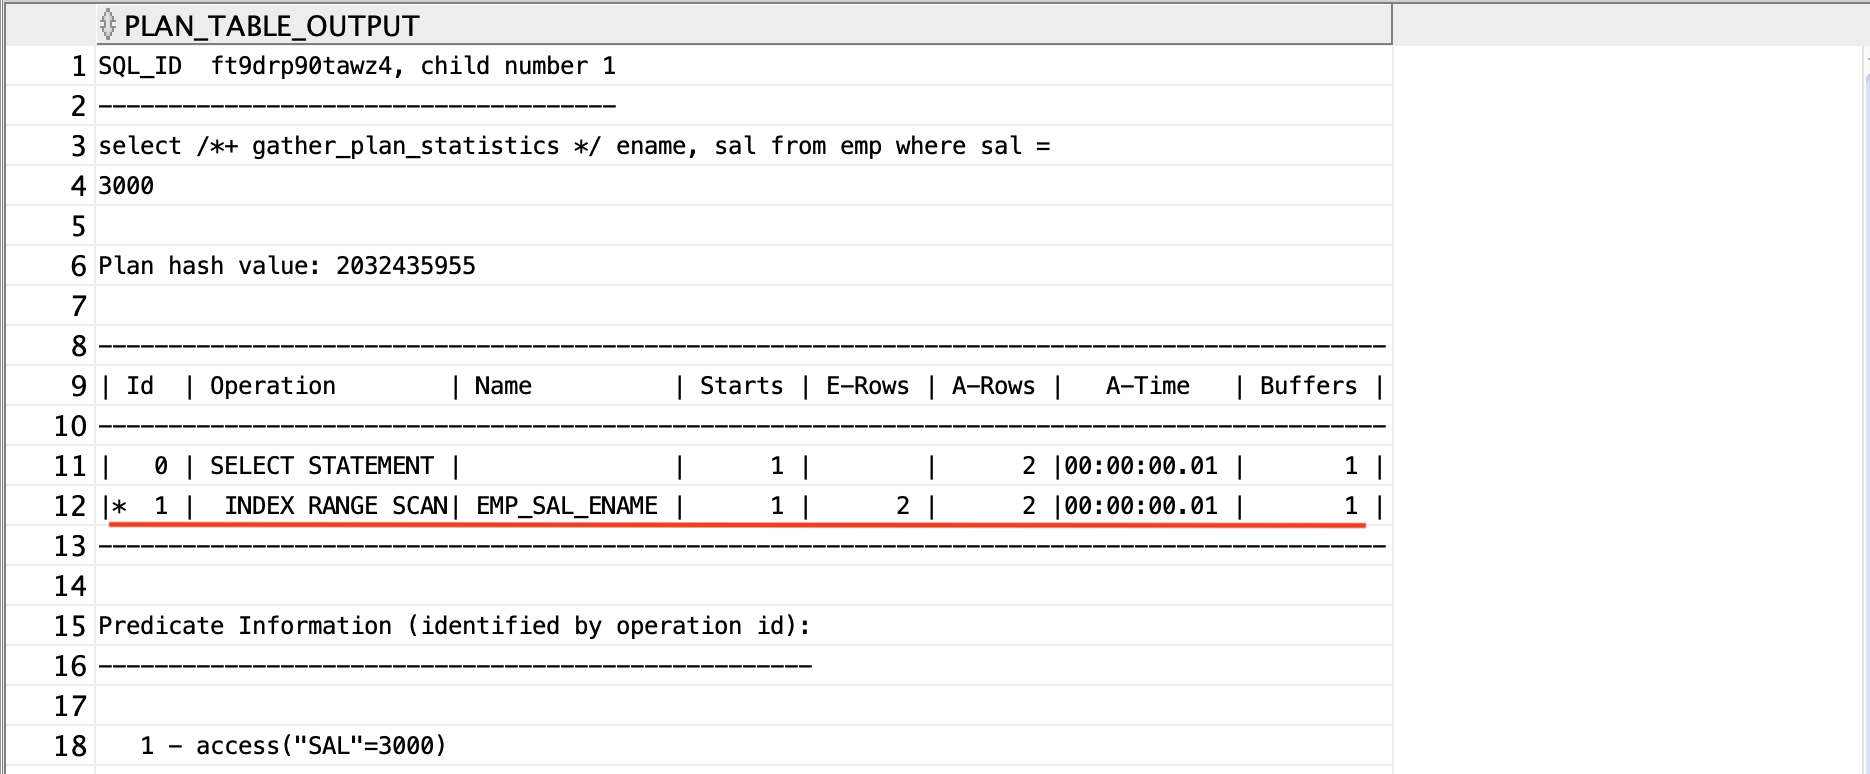 PLAN_TABLE_OUTPUT
1 SQL_ID  ft9drp90tawz4, child number 1
2 -------------------------------------
3 select /*+ gather_plan_statistics */ ename, sal from emp where sal =
4 3000
5
6 Plan hash value: 2032435955
7
8 --------------------------------------------------------------------------------------------
9 | Id  | Operation        | Name           | Starts | E-Rows | A-Rows |   A-Time   | Buffers |
10 --------------------------------------------------------------------------------------------
11 |   0 | SELECT STATEMENT |                |      1 |        |      2 |00:00:00.01 |       1 |
12 |*  1 |  INDEX RANGE SCAN| EMP_SAL_ENAME  |      1 |      2 |      2 |00:00:00.01 |       1 |
13 --------------------------------------------------------------------------------------------
14
15 Predicate Information (identified by operation id):
16 ---------------------------------------------------
17
18    1 - access("SAL"=3000)